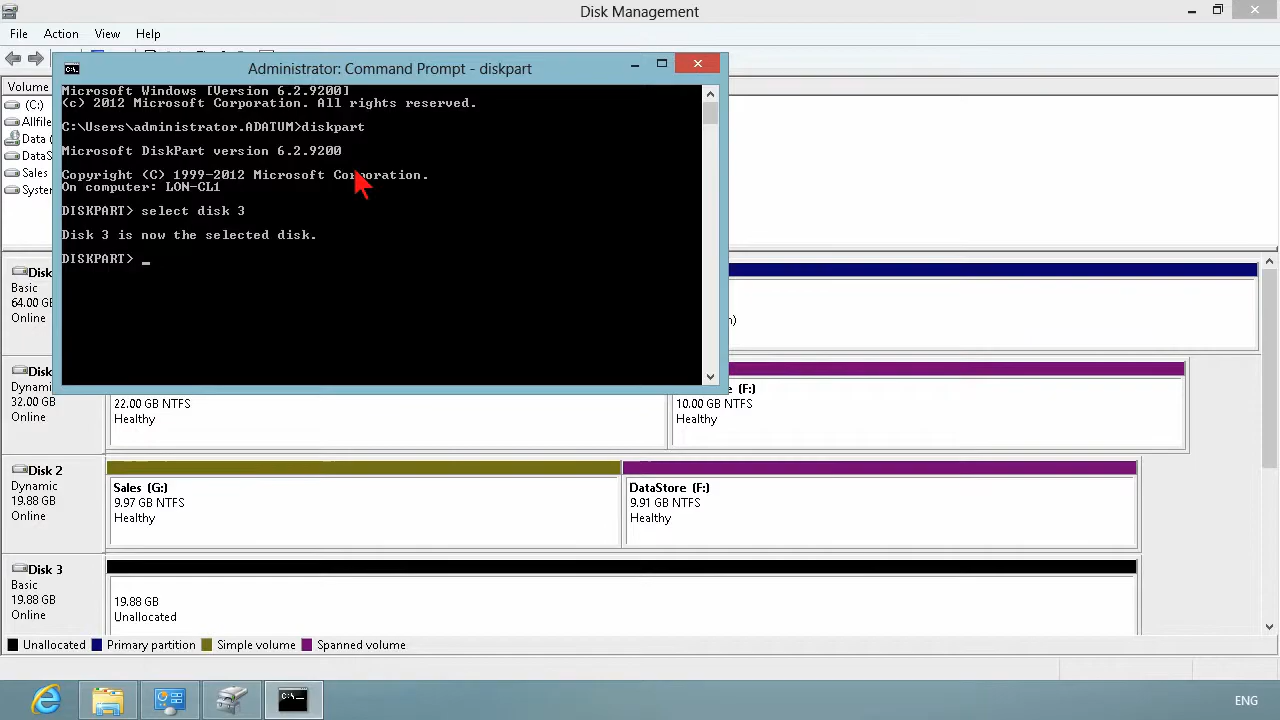 Disk Management
File Action View Help
Administrator: Command Prompt - diskpart
Microsoft Windows [Version 6.2.9200]
(c) 2012 Microsoft Corporation. All rights reserved.
C:\Users\administrator.ADATUM>diskpart
Microsoft DiskPart version 6.2.9200
Copyright (C) 1999-2012 Microsoft Corporation.
On computer: LON-CL1
DISKPART> select disk 3
Disk 3 is now the selected disk.
DISKPART> _
Volume
(C:)
Allfile
Data (
DataS
Sales
System
Disk
Basic
64.00 GB
Online
Disk
Dynamic
32.00 GB
Online
22.00 GB NTFS
Healthy
e (F:)
10.00 GB NTFS
Healthy
Disk 2
Dynamic
19.88 GB
Online
Sales (G:)
9.97 GB NTFS
Healthy
DataStore (F:)
9.91 GB NTFS
Healthy
Disk 3
Basic
19.88 GB
Online
19.88 GB
Unallocated
Unallocated Primary partition Simple volume Spanned volume
ENG